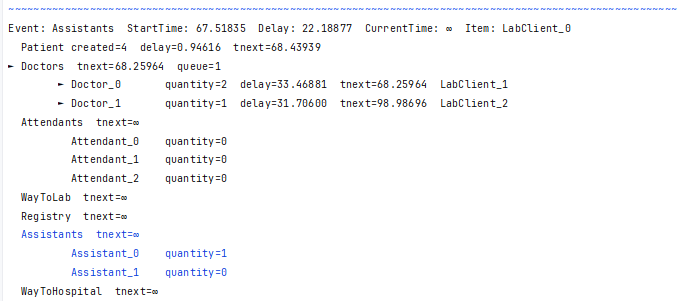 ~~~~~~~~~~~~~~~~~~~~~~~~~~~~~~~~~~~~~~~~~~~~~~~~~~~~~~~~~~~~~~~~~~~~~~~~~~~~~~~~~~~~~~~~~~~~~~~~~~~~~~~~~~~
Event: Assistants  StartTime: 67.51835  Delay: 22.18877  CurrentTime: ∞  Item: LabClient_0
Patient created=4  delay=0.94616  tnext=68.43939
► Doctors  tnext=68.25964  queue=1
► Doctor_0  quantity=2  delay=33.46881  tnext=68.25964  LabClient_1
► Doctor_1  quantity=1  delay=31.70600  tnext=98.98696  LabClient_2
Attendants  tnext=∞
Attendant_0  quantity=0
Attendant_1  quantity=0
Attendant_2  quantity=0
WayToLab  tnext=∞
Registry  tnext=∞
Assistants  tnext=∞
Assistant_0  quantity=1
Assistant_1  quantity=0
WayToHospital  tnext=∞